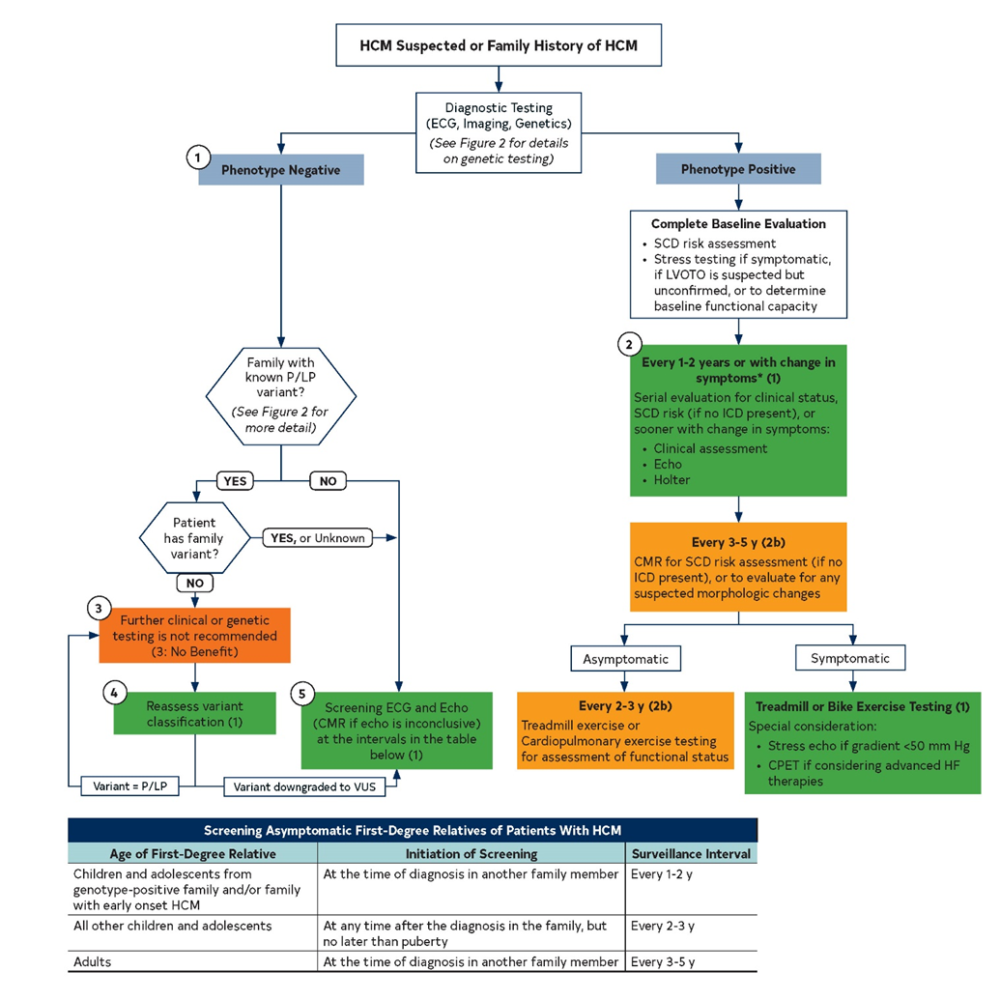 HCM Suspected or Family History of HCM
Diagnostic Testing
(ECG, Imaging, Genetics)
(See Figure 2 for details
on genetic testing)
1
Phenotype Negative
Phenotype Positive
Complete Baseline Evaluation
• SCD risk assessment
• Stress testing if symptomatic,
if LVOTO is suspected but
unconfirmed, or to determine
baseline functional capacity
Family with
known P/LP
variant?
(See Figure 2 for
more detail)
2
Every 1-2 years or with change in
symptoms* (1)
Serial evaluation for clinical status,
SCD risk (if no ICD present), or
sooner with change in symptoms:
• Clinical assessment
• Echo
• Holter
YES
NO
Patient
has family
variant?
YES, or Unknown
NO
Every 3-5 y (2b)
CMR for SCD risk assessment (if no
ICD present), or to evaluate for any
suspected morphologic changes
3
Further clinical or genetic
testing is not recommended
(3: No Benefit)
Asymptomatic
Symptomatic
4
Reassess variant
classification (1)
5
Screening ECG and Echo
(CMR if echo is inconclusive)
at the intervals in the table
below (1)
Every 2-3 y (2b)
Treadmill exercise or
Cardiopulmonary exercise testing
for assessment of functional status
Treadmill or Bike Exercise Testing (1)
Special consideration:
• Stress echo if gradient <50 mm Hg
• CPET if considering advanced HF
therapies
Variant = P/LP
Variant downgraded to VUS
Screening Asymptomatic First-Degree Relatives of Patients With HCM
Age of First-Degree Relative Initiation of Screening Surveillance Interval
Children and adolescents from At the time of diagnosis in another family member Every 1-2 y
genotype-positive family and/or family
with early onset HCM
All other children and adolescents At any time after the diagnosis in the family, but Every 2-3 y
no later than puberty
Adults At the time of diagnosis in another family member Every 3-5 y